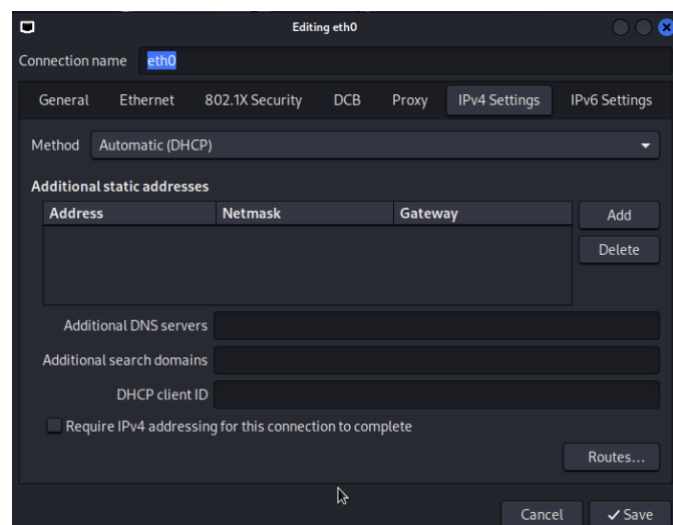 Editing eth0
Connection name eth0
General Ethernet 802.1X Security DCB Proxy IPv4 Settings IPv6 Settings
Method Automatic (DHCP)
Additional static addresses
Address Netmask Gateway Add
Delete
Additional DNS servers
Additional search domains
DHCP client ID
Require IPv4 addressing for this connection to complete
Routes...
Cancel Save